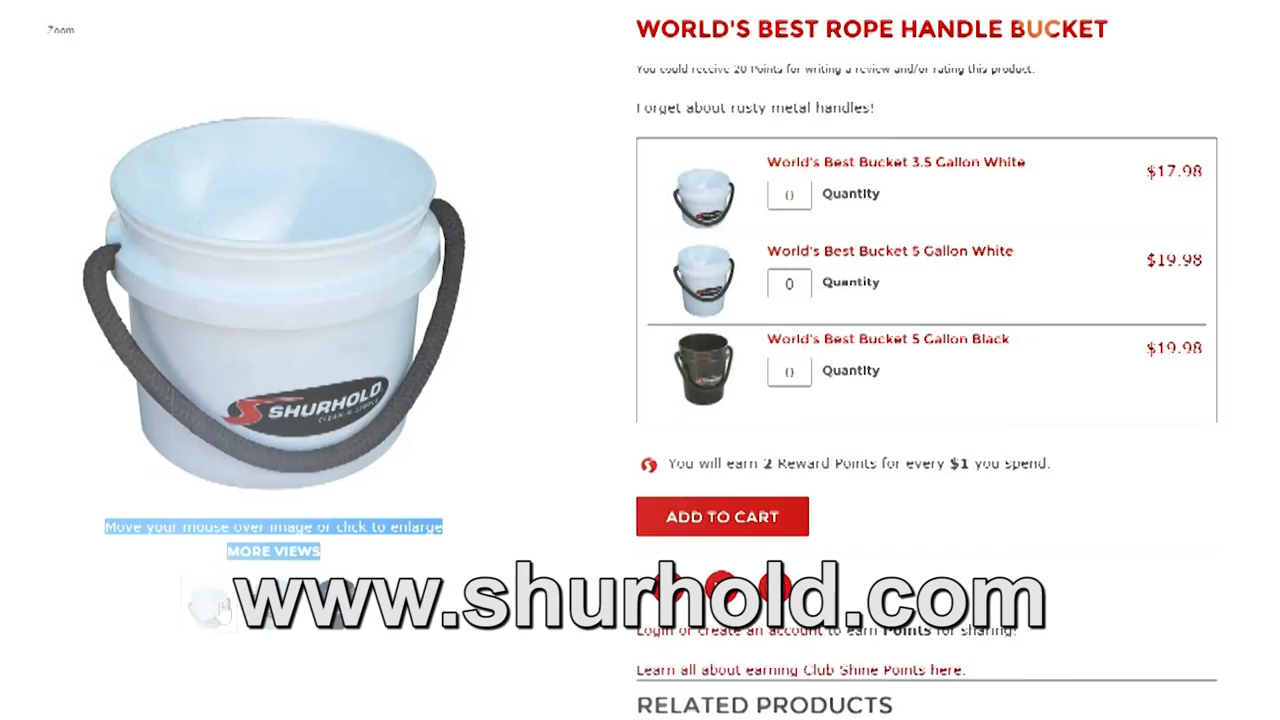 Zoom
WORLD'S BEST ROPE HANDLE BUCKET
You could receive 20 Points for writing a review and/or rating this product.
Forget about rusty metal handles!
World's Best Bucket 3.5 Gallon White
$17.98
0 Quantity
World's Best Bucket 5 Gallon White
$19.98
0 Quantity
World's Best Bucket 5 Gallon Black
$19.98
0 Quantity
SHURHOLD
CLEAN-N-SIMPLE
You will earn 2 Reward Points for every $1 you spend.
ADD TO CART
Move your mouse over image or click to enlarge
MORE VIEWS
www.shurhold.com
Login or create an account to earn Points for sharing!
Learn all about earning Club Shine Points here.
RELATED PRODUCTS